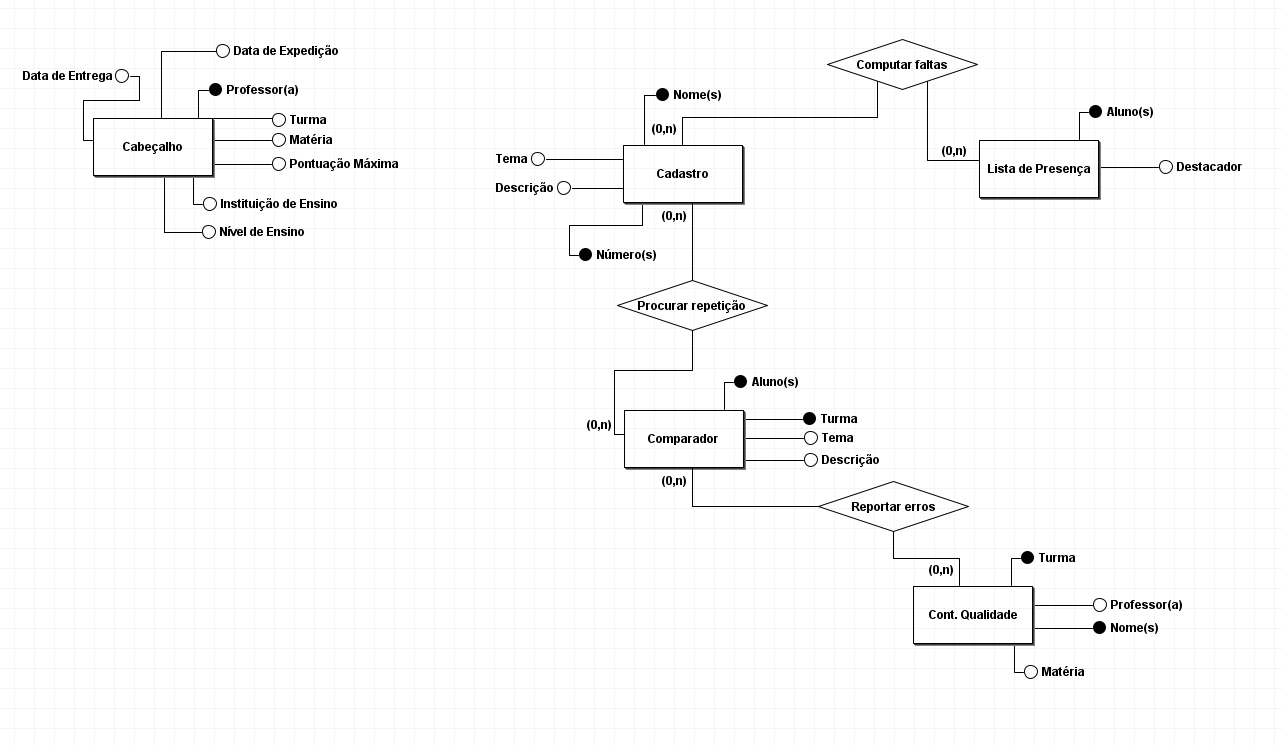 Data de Expedição
Data de Entrega
Professor(a)
Turma
Cabeçalho
Matéria
Pontuação Máxima
Instituição de Ensino
Nível de Ensino
Computar faltas
Nome(s)
(0,n)
Tema
Cadastro
Descrição
(0,n)
Número(s)
Aluno(s)
(0,n)
Lista de Presença
Destacador
Procurar repetição
Aluno(s)
(0,n)
Turma
Comparador
Tema
Descrição
(0,n)
Reportar erros
Turma
(0,n)
Professor(a)
Cont. Qualidade
Nome(s)
Matéria